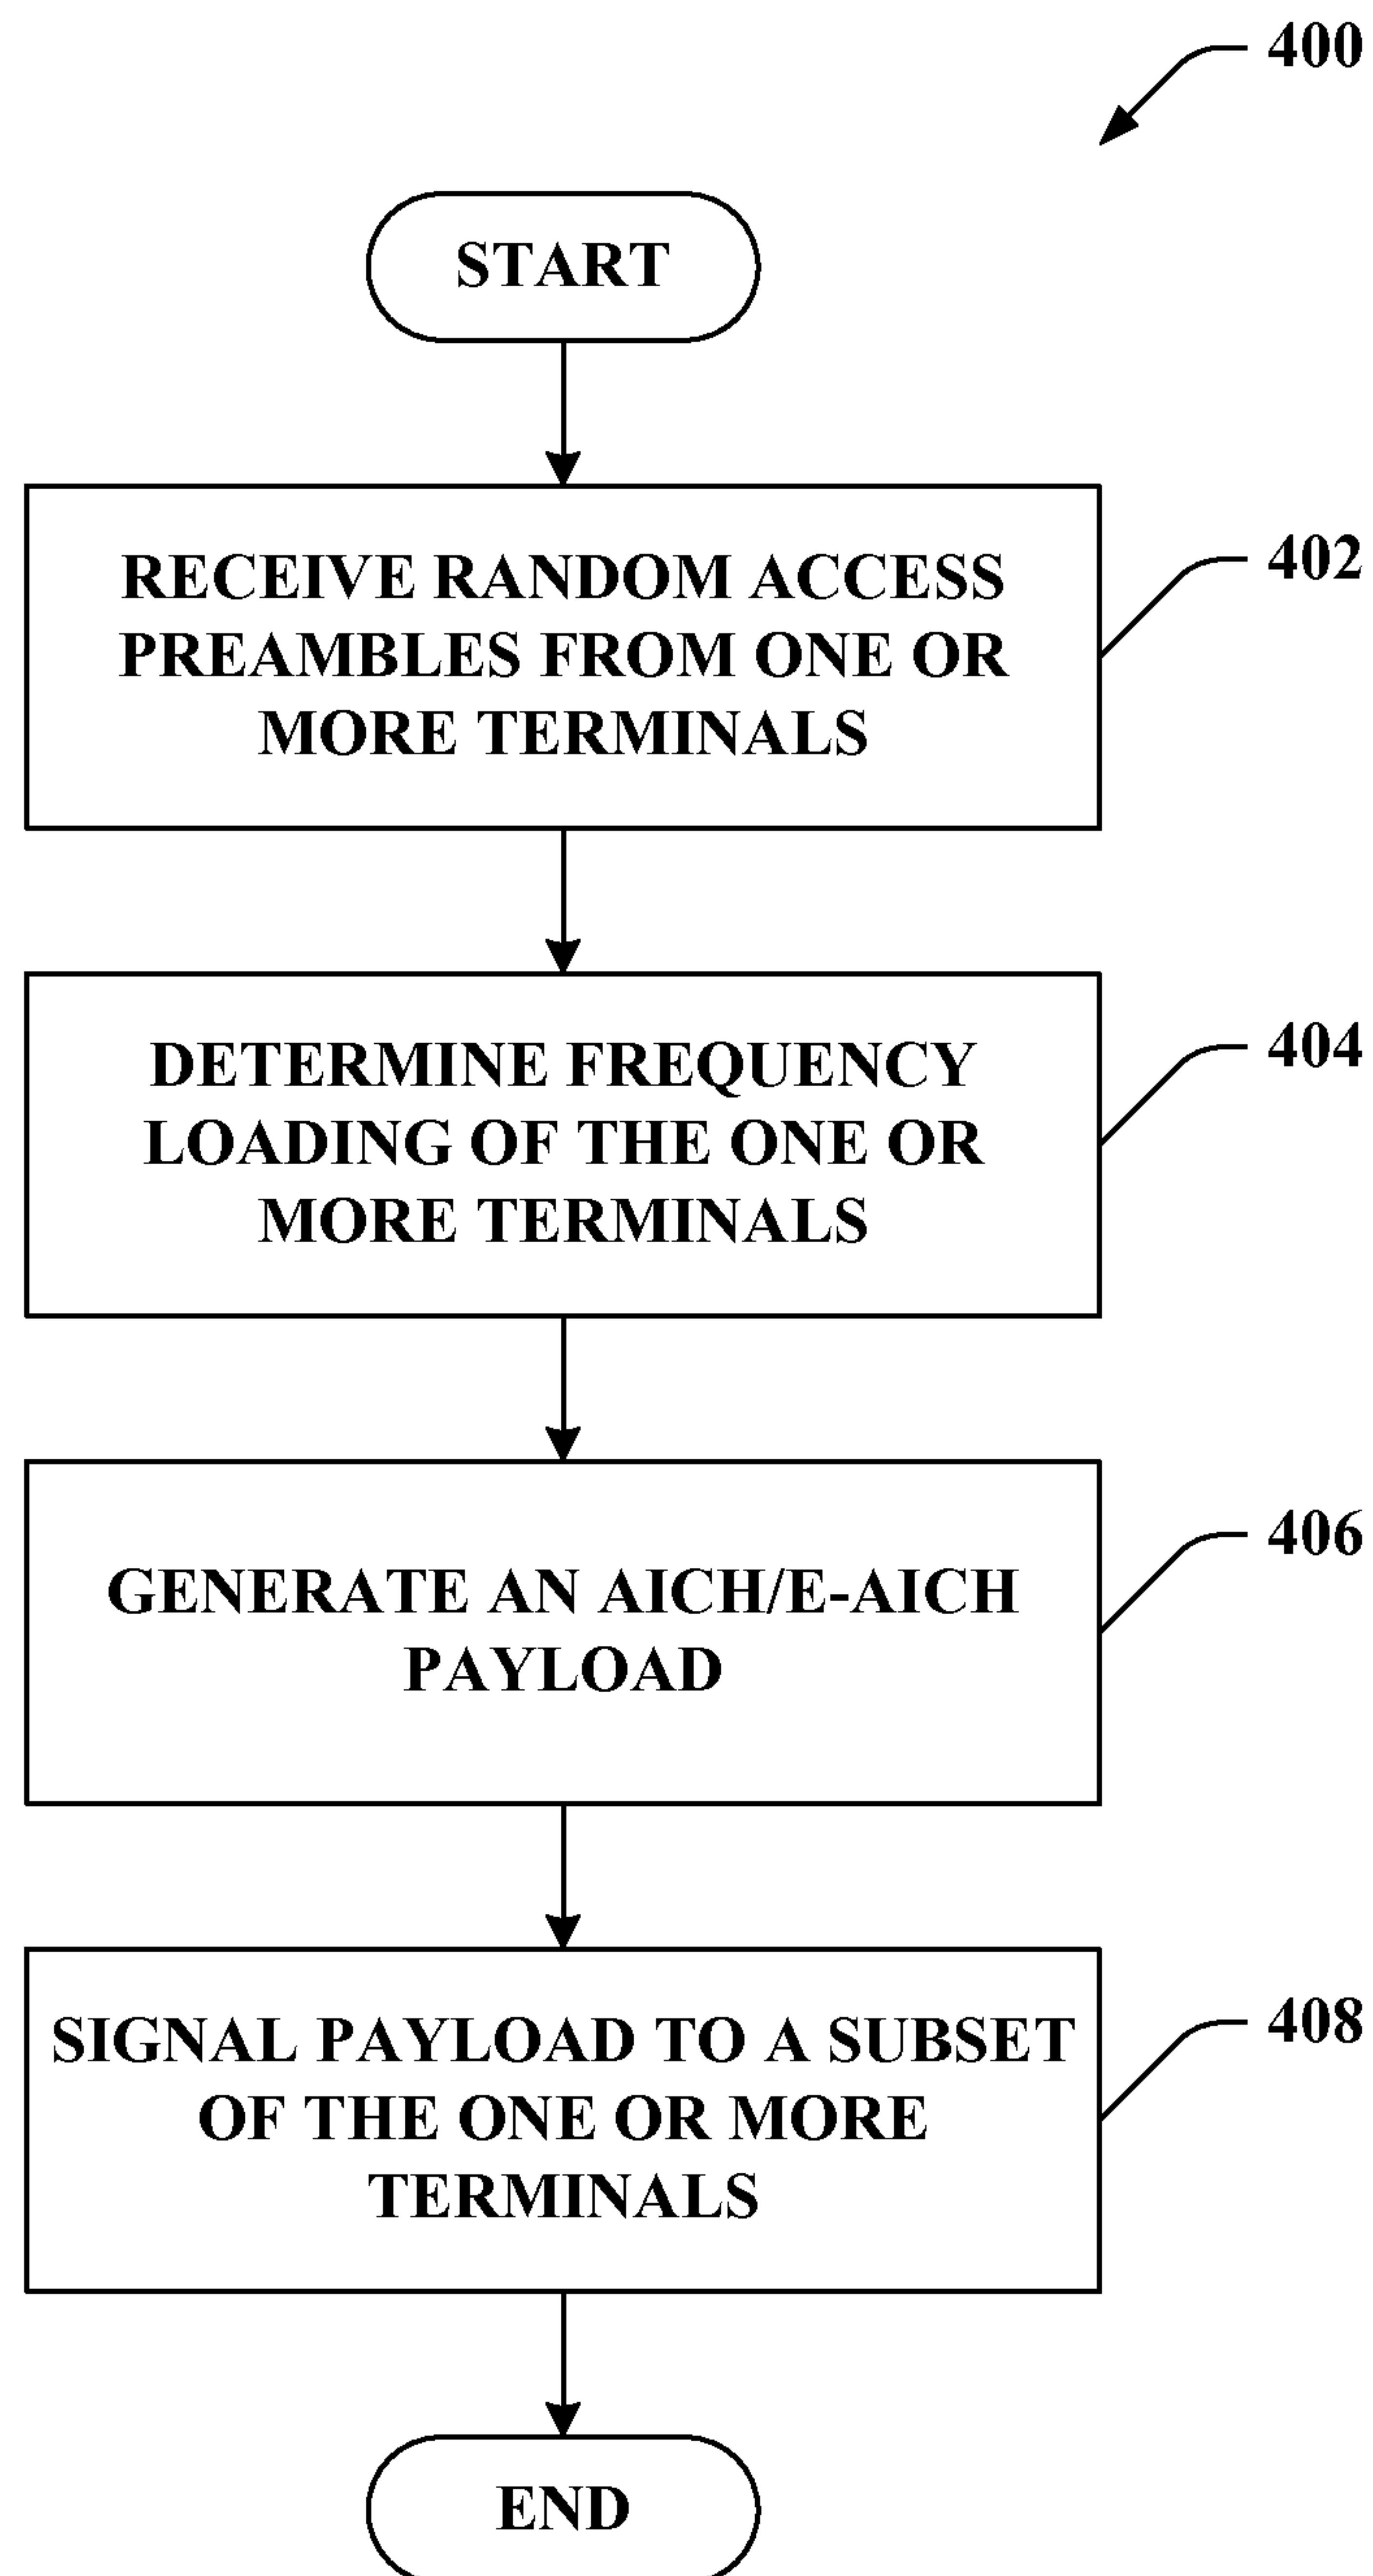 400
START
RECEIVE RANDOM ACCESS
PREAMBLES FROM ONE OR
MORE TERMINALS
402
DETERMINE FREQUENCY
LOADING OF THE ONE OR
MORE TERMINALS
404
GENERATE AN AICH/E-AICH
PAYLOAD
406
SIGNAL PAYLOAD TO A SUBSET
OF THE ONE OR MORE
TERMINALS
408
END